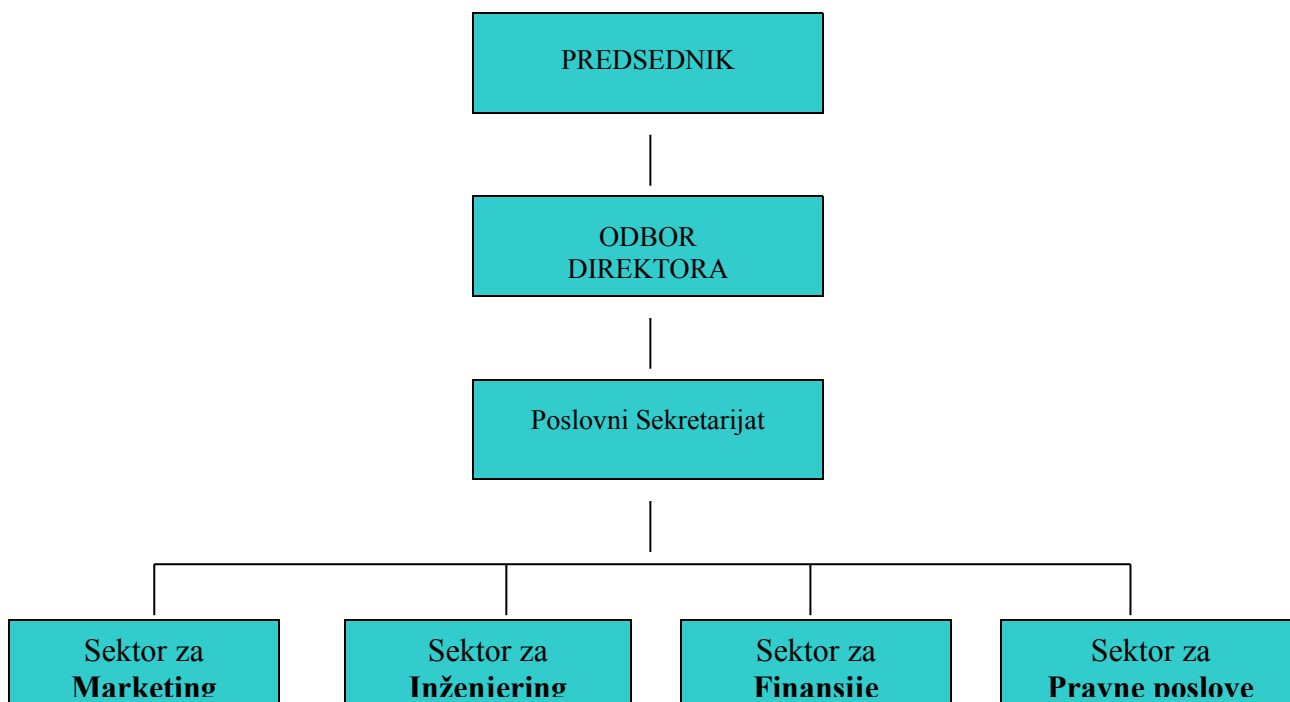 PREDSEDNIK
ODBOR
DIREKTORA
Poslovni Sekretarijat
Sektor za
Marketing
Sektor za
Inženjering
Sektor za
Finansije
Sektor za
Pravne poslove